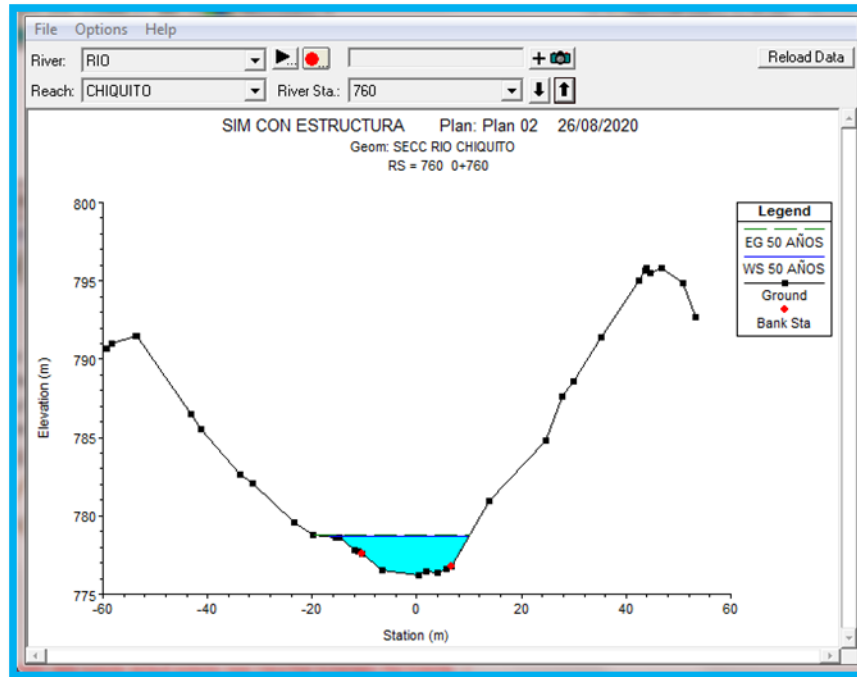 File Options Help
River: RIO Reload Data
Reach: CHIQUITO River Sta.: 760
SIM CON ESTRUCTURA Plan: Plan 02 26/08/2020
Geom: SECC RIO CHIQUITO
RS = 760 0+760
Legend
EG 50 AÑOS
WS 50 AÑOS
Ground
Bank Sta
Elevation (m)
800
795
790
785
780
775
-60 -40 -20 0 20 40 60
Station (m)